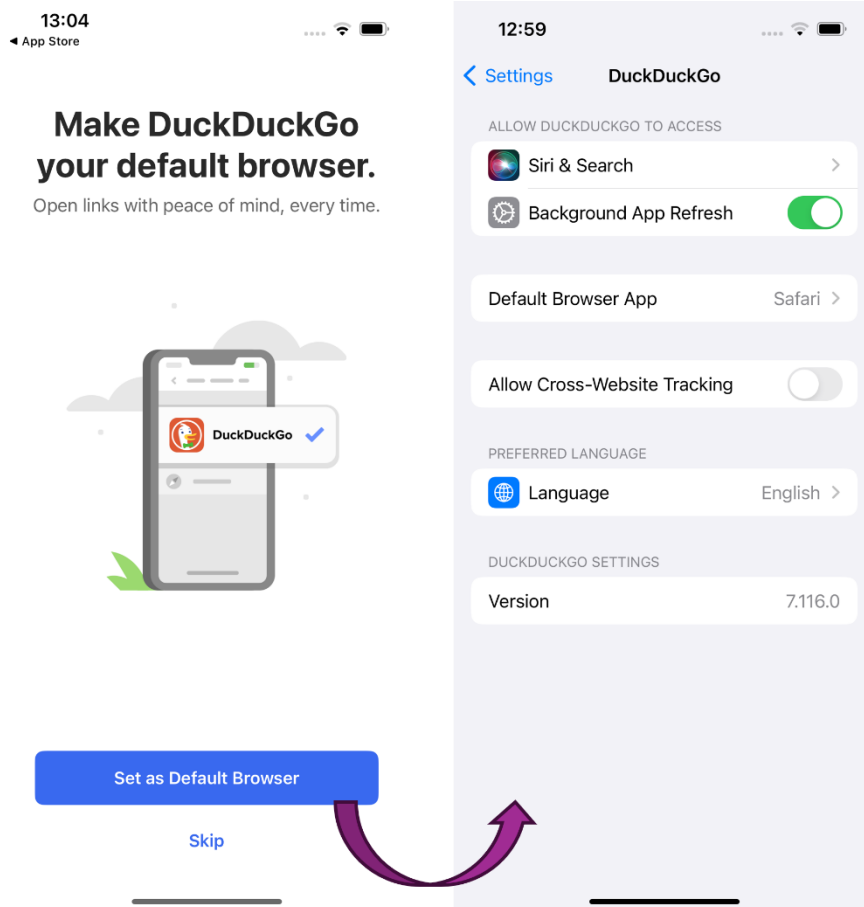 13:04
◀ App Store
Make DuckDuckGo
your default browser.
Open links with peace of mind, every time.
DuckDuckGo
Set as Default Browser
Skip
12:59
Settings
DuckDuckGo
ALLOW DUCKDUCKGO TO ACCESS
Siri & Search
Background App Refresh
Default Browser App Safari
Allow Cross-Website Tracking
PREFERRED LANGUAGE
Language English
DUCKDUCKGO SETTINGS
Version 7.116.0